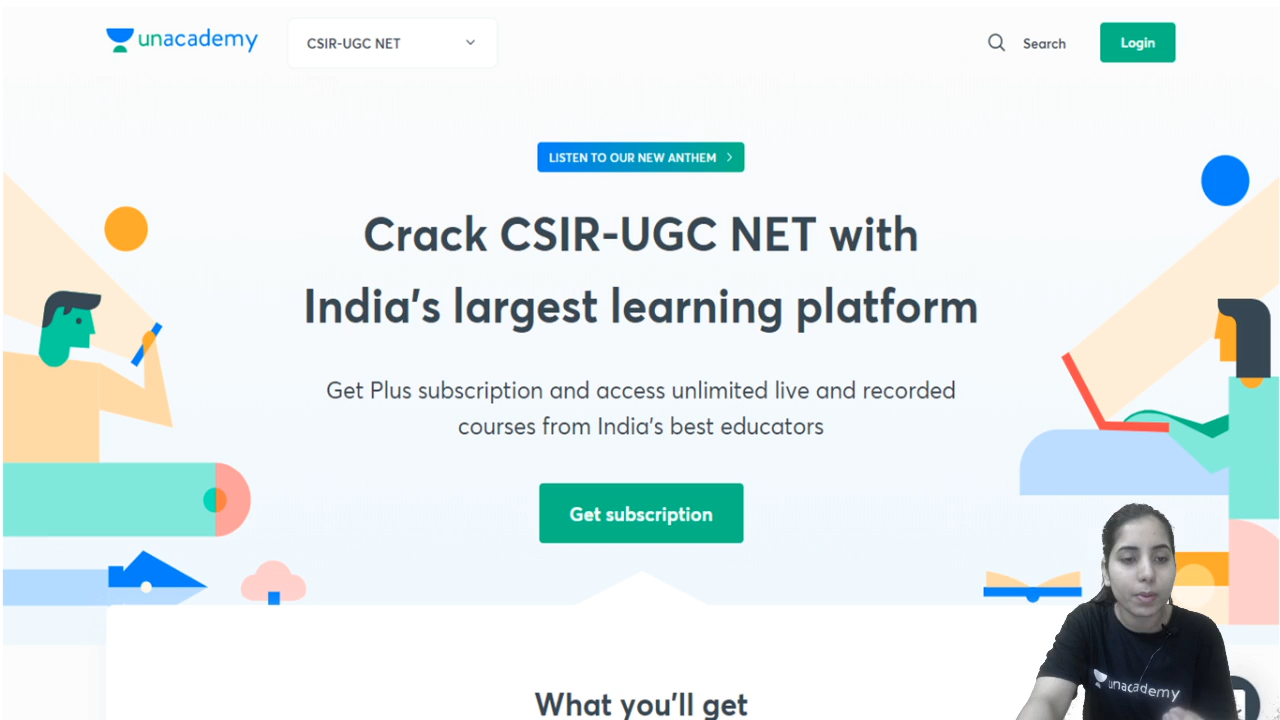 unacademy
CSIR-UGC NET
Search
Login
LISTEN TO OUR NEW ANTHEM
Crack CSIR-UGC NET with
India's largest learning platform
Get Plus subscription and access unlimited live and recorded
courses from India's best educators
Get subscription
What you'll get
unacademy